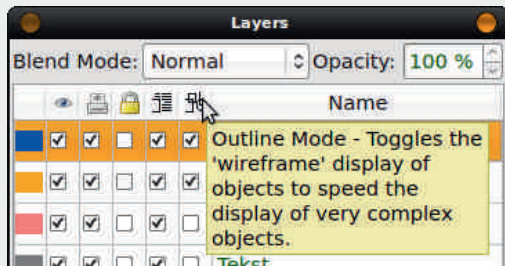 Layers
Blend Mode: Normal Opacity: 100 %
Name
Outline Mode - Toggles the
'wireframe' display of
objects to speed the
display of very complex
objects.
Tekst